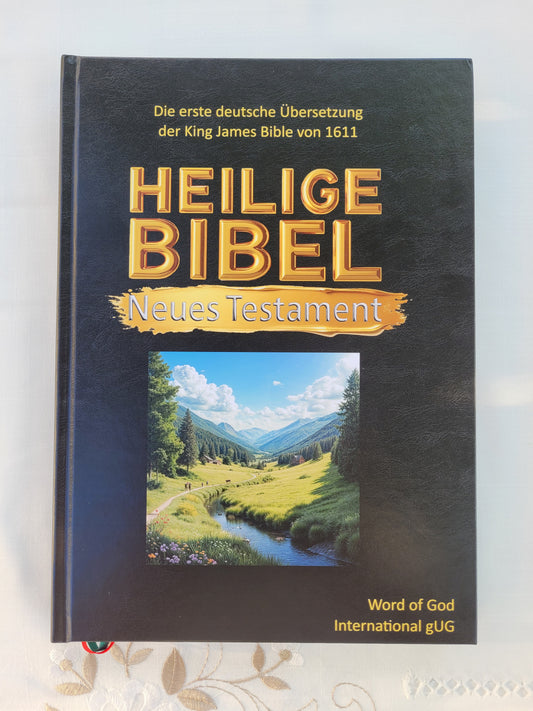 Die erste deutsche Übersetzung
der King James Bible von 1611
HEILIGE
BIBEL
Neues Testament
Word of God
International gUG